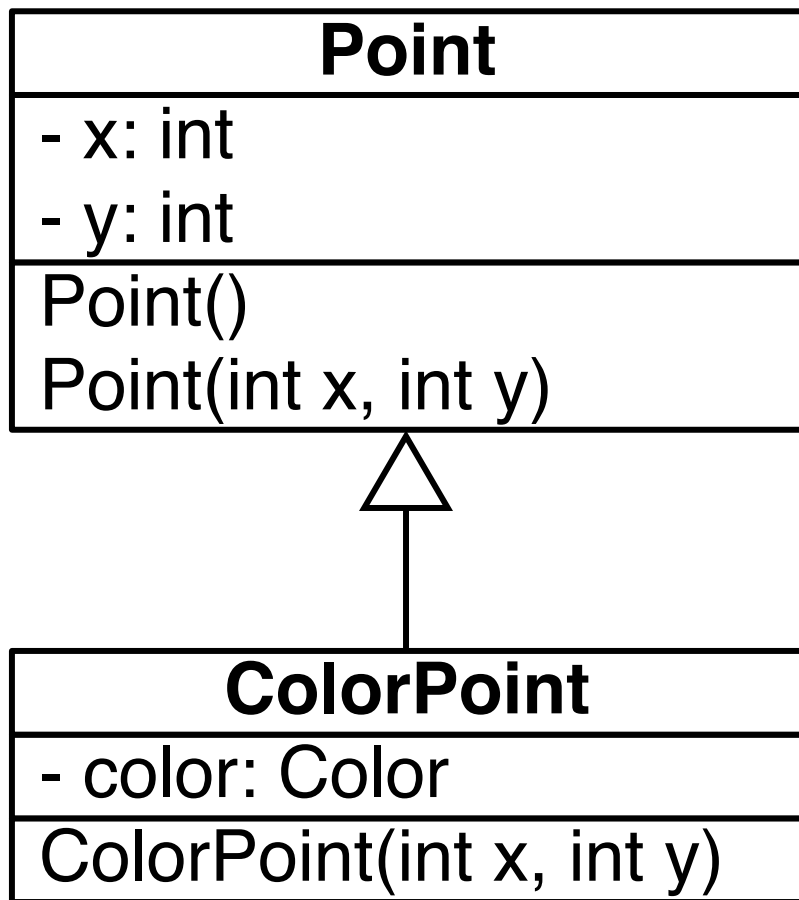 Point
- x: int
- y: int
Point()
Point(int x, int y)
ColorPoint
- color: Color
ColorPoint(int x, int y)